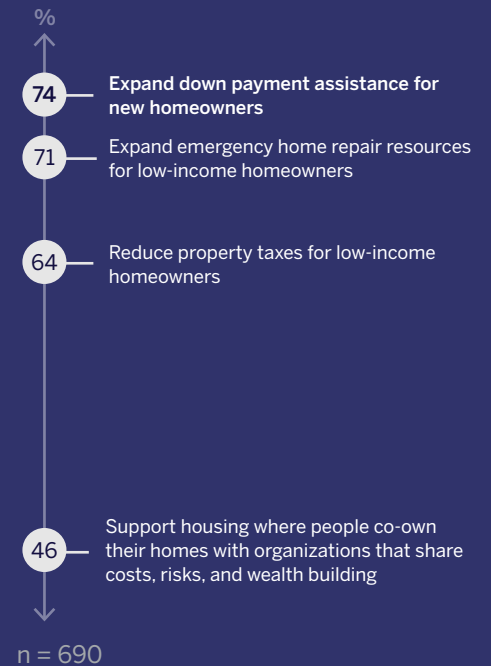 %
74
Expand down payment assistance for
new homeowners
71
Expand emergency home repair resources
for low-income homeowners
64
Reduce property taxes for low-income
homeowners
46
Support housing where people co-own
their homes with organizations that share
costs, risks, and wealth building
n = 690